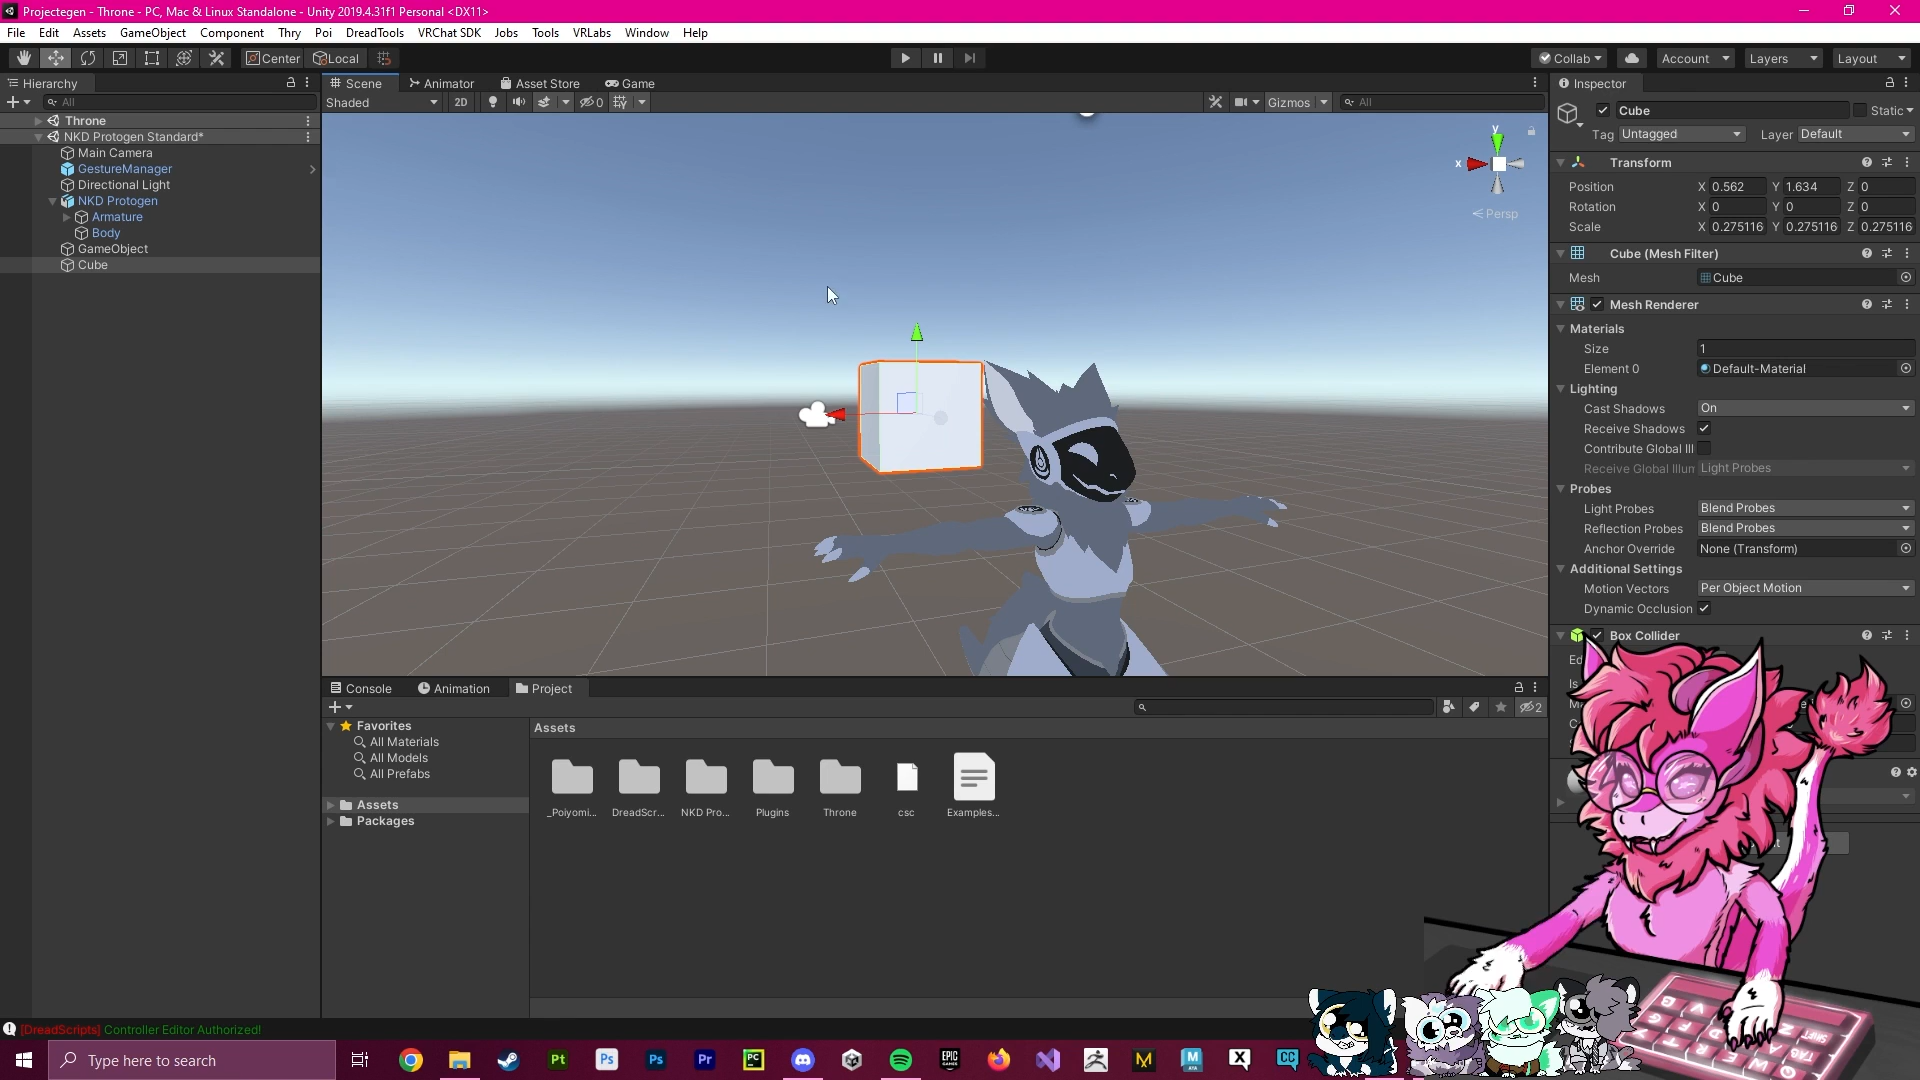 Projectegen - Throne - PC, Mac & Linux Standalone - Unity 2019.4.31f1 Personal <DX11>
File Edit Assets GameObject Component Thry Poi DreadTools VRChat SDK Jobs Tools VRLabs Window Help
Center Local Collab Account Layers Layout
Hierarchy
All
Throne
NKD Protogen Standard*
Main Camera
GestureManager
Directional Light
NKD Protogen
Armature
Body
GameObject
Cube
Scene Animator Asset Store Game
Shaded 2D 0 Gizmos All
y
x
Persp
Inspector
Cube Static
Tag Untagged Layer Default
Transform
Position X 0.562 Y 1.634 Z 0
Rotation X 0 Y 0 Z 0
Scale X 0.275116 Y 0.275116 Z 0.275116
Cube (Mesh Filter)
Mesh Cube
Mesh Renderer
Materials
Size 1
Element 0 Default-Material
Lighting
Cast Shadows On
Receive Shadows
Contribute Global Ill
Receive Global Illum Light Probes
Probes
Light Probes Blend Probes
Reflection Probes Blend Probes
Anchor Override None (Transform)
Additional Settings
Motion Vectors Per Object Motion
Dynamic Occlusion
Box Collider
Console Animation Project
2
Favorites
All Materials
All Models
All Prefabs
Assets
Packages
Assets
_Poiyomi... DreadScr... NKD Pro... Plugins Throne csc Examples...
[DreadScripts] Controller Editor Authorized!
Type here to search